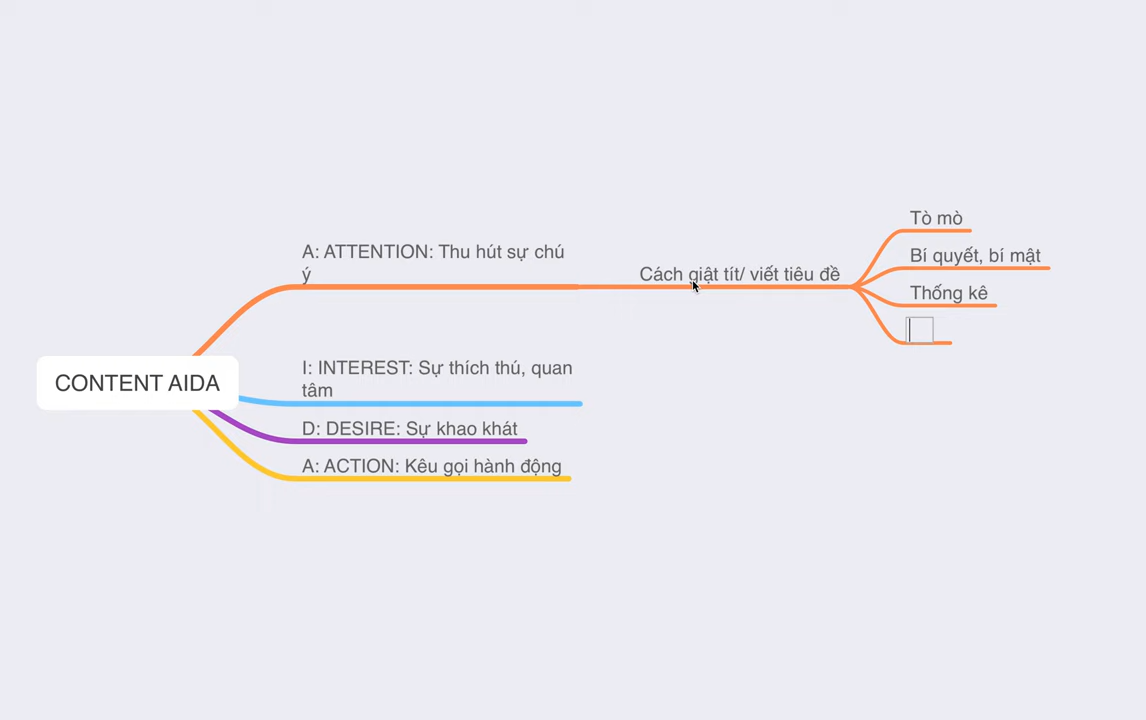 CONTENT AIDA
A: ATTENTION: Thu hút sự chú
ý
Cách giật tít/ viết tiêu đề
Tò mò
Bí quyết, bí mật
Thống kê
I: INTEREST: Sự thích thú, quan
tâm
D: DESIRE: Sự khao khát
A: ACTION: Kêu gọi hành động